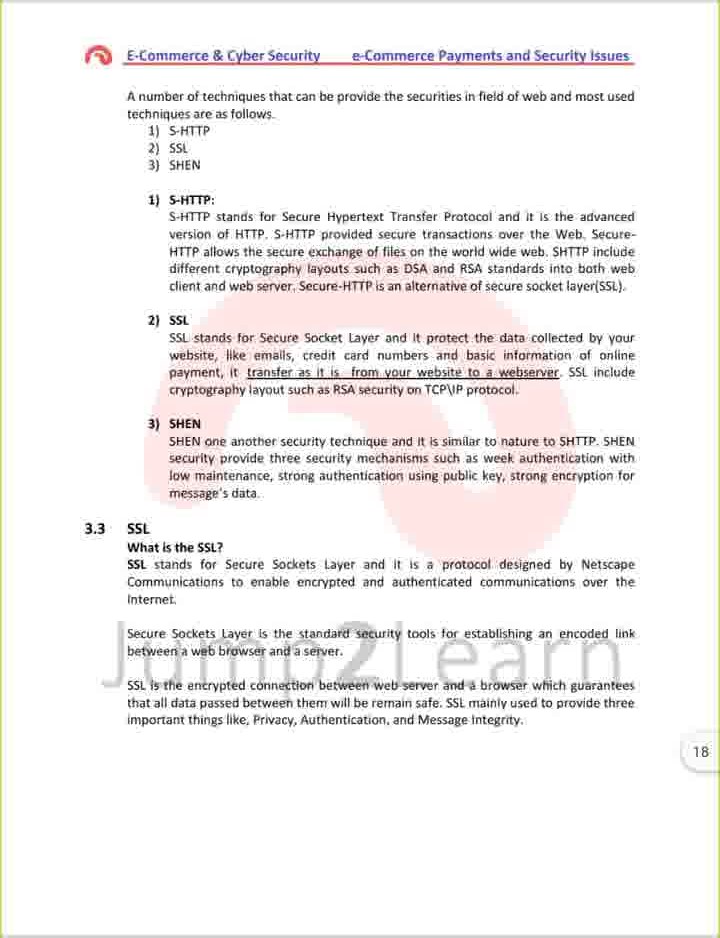 E-Commerce & Cyber Security e-Commerce Payments and Security Issues
A number of techniques that can be provide the securities in field of web and most used
techniques are as follows.
1) S-HTTP
2) SSL
3) SHEN
1) S-HTTP:
S-HTTP stands for Secure Hypertext Transfer Protocol and it is the advanced
version of HTTP. S-HTTP provided secure transactions over the Web. Secure-
HTTP allows the secure exchange of files on the world wide web. SHTTP include
different cryptography layouts such as DSA and RSA standards into both web
client and web server. Secure-HTTP is an alternative of secure socket layer(SSL).
2) SSL
SSL stands for Secure Socket Layer and it protect the data collected by your
website, like emails, credit card numbers and basic information of online
payment, it transfer as it is from your website to a webserver. SSL include
cryptography layout such as RSA security on TCP\IP protocol.
3) SHEN
SHEN one another security technique and it is similar to nature to SHTTP. SHEN
security provide three security mechanisms such as week authentication with
low maintenance, strong authentication using public key, strong encryption for
message's data.
3.3 SSL
What is the SSL?
SSL stands for Secure Sockets Layer and it is a protocol designed by Netscape
Communications to enable encrypted and authenticated communications over the
Internet.
Secure Sockets Layer is the standard security tools for establishing an encoded link
between a web browser and a server.
Jump2Learn
SSL is the encrypted connection between web server and a browser which guarantees
that all data passed between them will be remain safe. SSL mainly used to provide three
important things like, Privacy, Authentication, and Message Integrity.
18